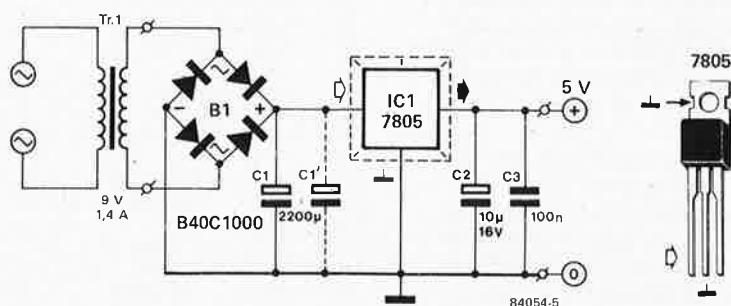 Tr.1
9 V
1,4 A
B1
B40C1000
C1
2200µ
C1'
IC1
7805
C2
10µ
16V
C3
100n
5 V
+
0
84054-5
7805